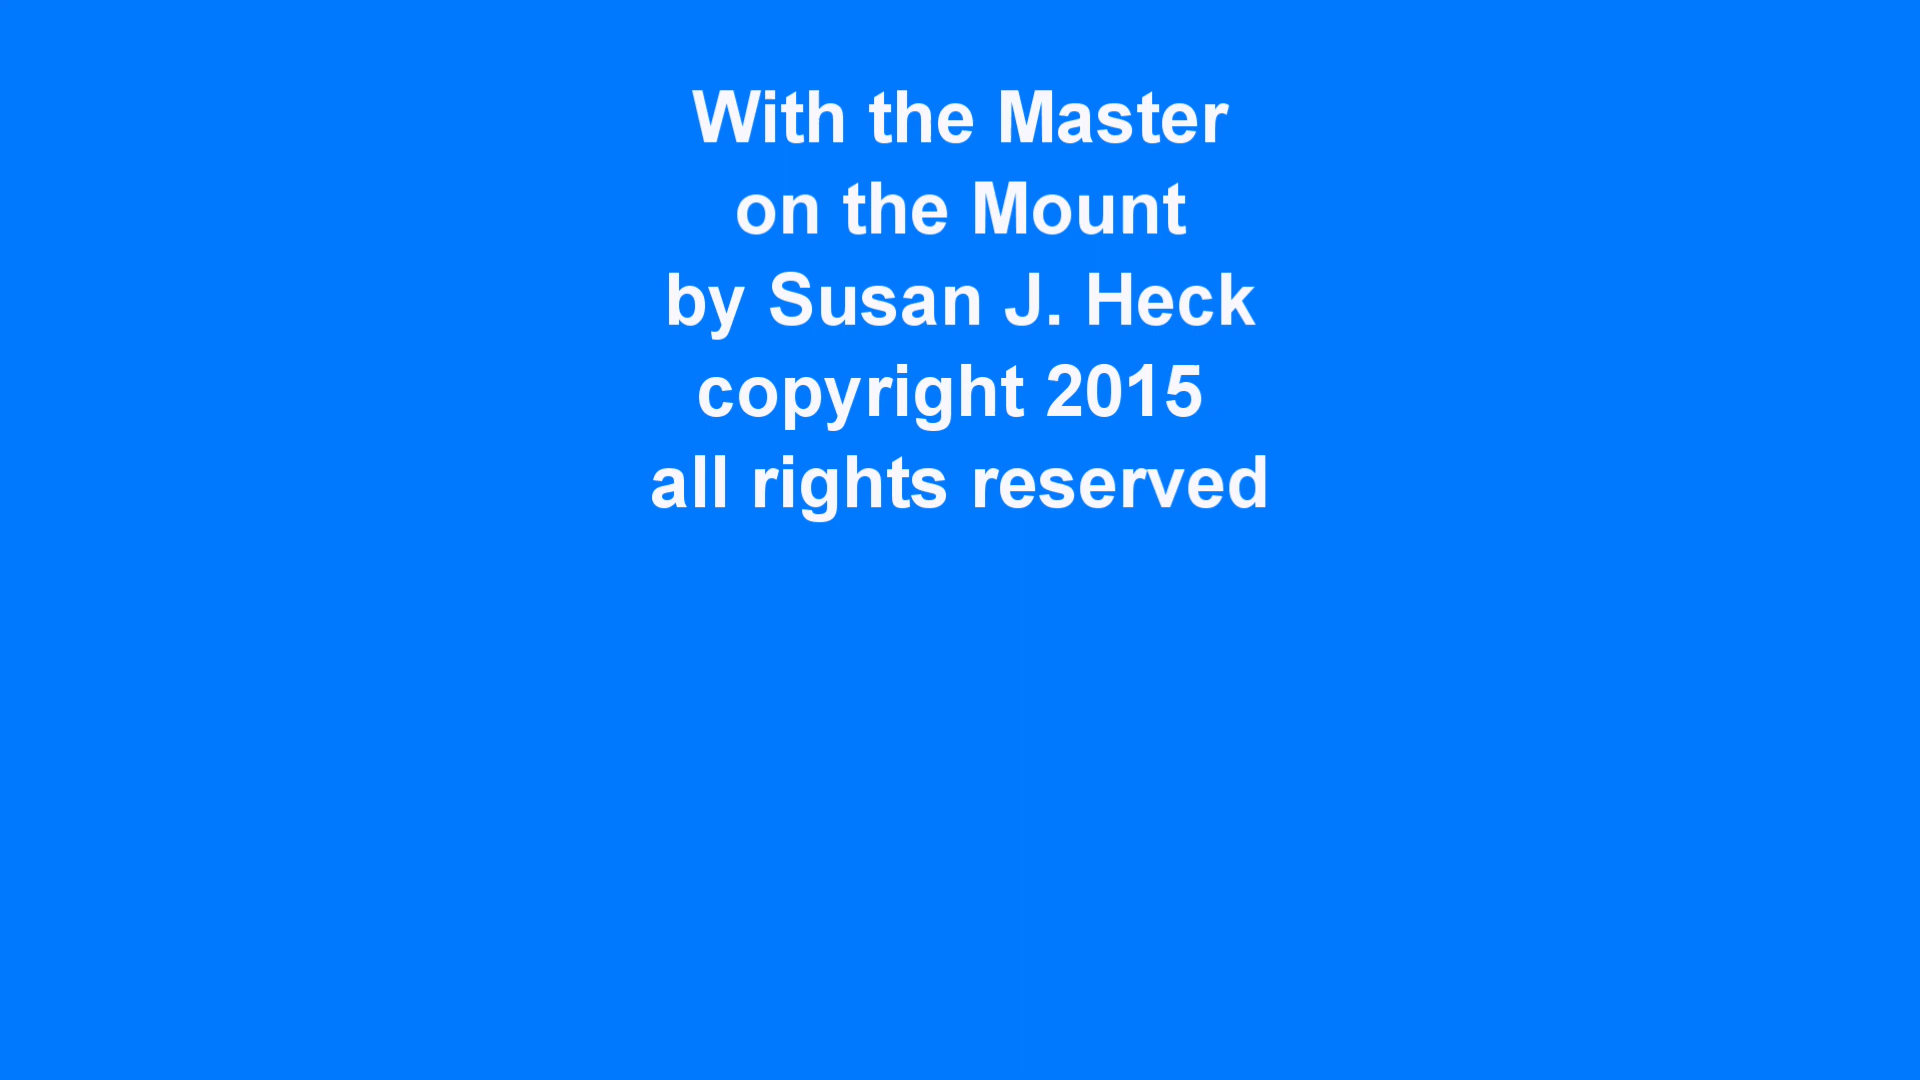 With the Master
on the Mount
by Susan J. Heck
copyright 2015
all rights reserved